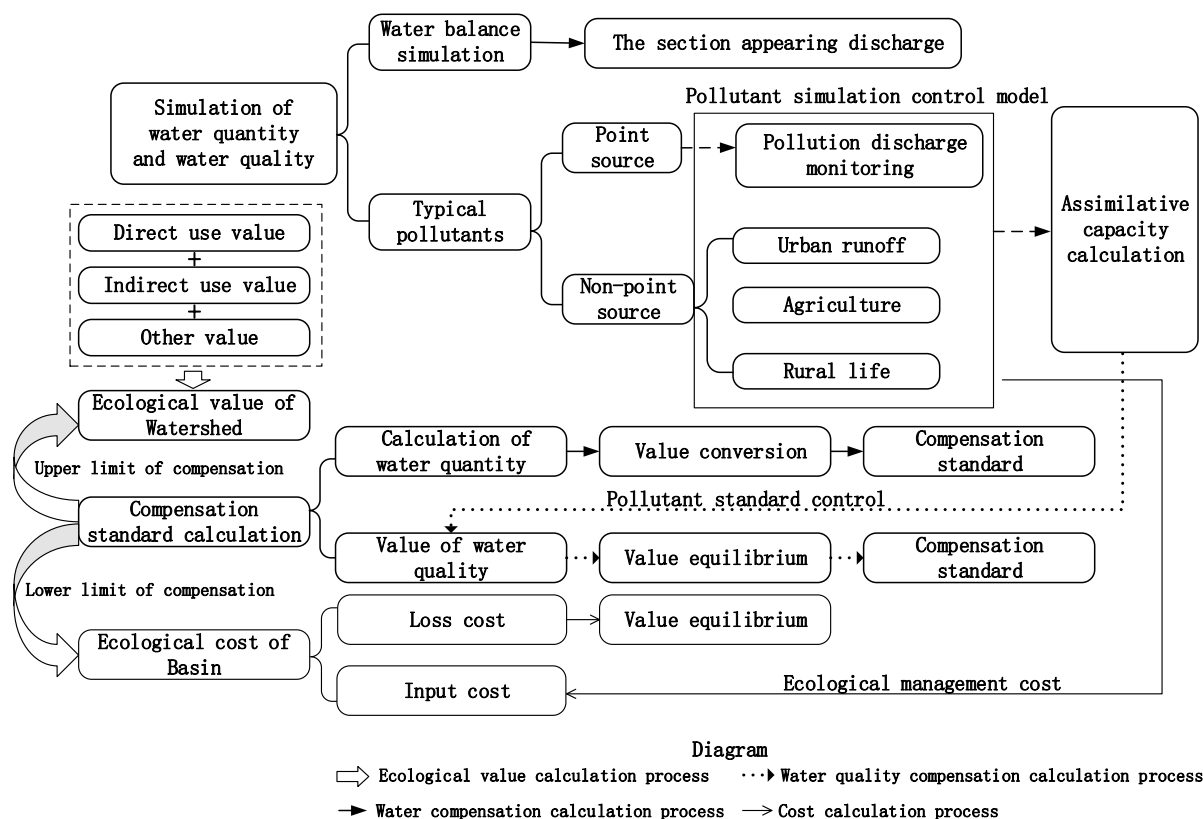 Water balance
simulation
The section appearing discharge
Simulation of
water quantity
and water quality
Pollutant simulation control model
Point
source
Pollution discharge
monitoring
Typical
pollutants
Assimilative
capacity
calculation
Direct use value
+
Indirect use value
+
Other value
Urban runoff
Non-point
source
Agriculture
Rural life
Ecological value of
Watershed
Upper limit of compensation
Calculation of
water quantity
Value conversion
Compensation
standard
Compensation
standard calculation
Pollutant standard control
Value of water
quality
Value equilibrium
Compensation
standard
Lower limit of compensation
Loss cost
Value equilibrium
Ecological cost of
Basin
Input cost
Ecological management cost
Diagram
Ecological value calculation process
Water quality compensation calculation process
Water compensation calculation process
Cost calculation process